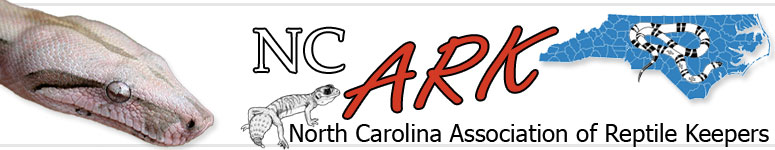 NC ARK
North Carolina Association of Reptile Keepers